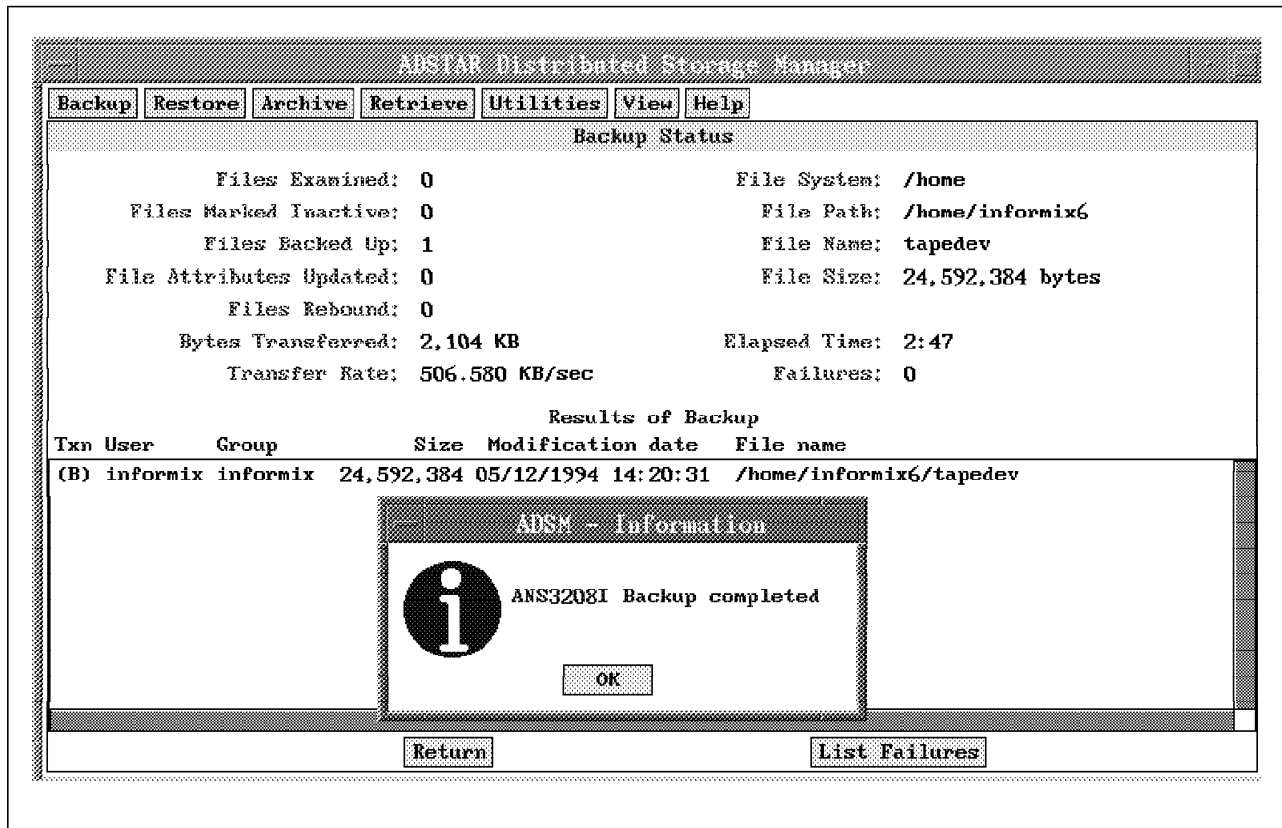 ADSTAR Distributed Storage Manager
Backup Restore Archive Retrieve Utilities View Help
Backup Status
Files Examined: 0 File System: /home
Files Marked Inactive: 0 File Path: /home/informix6
Files Backed Up: 1 File Name: tapedev
File Attributes Updated: 0 File Size: 24,592,384 bytes
Files Rebound: 0
Bytes Transferred: 2,104 KB Elapsed Time: 2:47
Transfer Rate: 506.580 KB/sec Failures: 0
Results of Backup
Txn User Group Size Modification date File name
(B) informix informix 24,592,384 05/12/1994 14:20:31 /home/informix6/tapedev
ADSM - Information
ANS3208I Backup completed
OK
Return List Failures